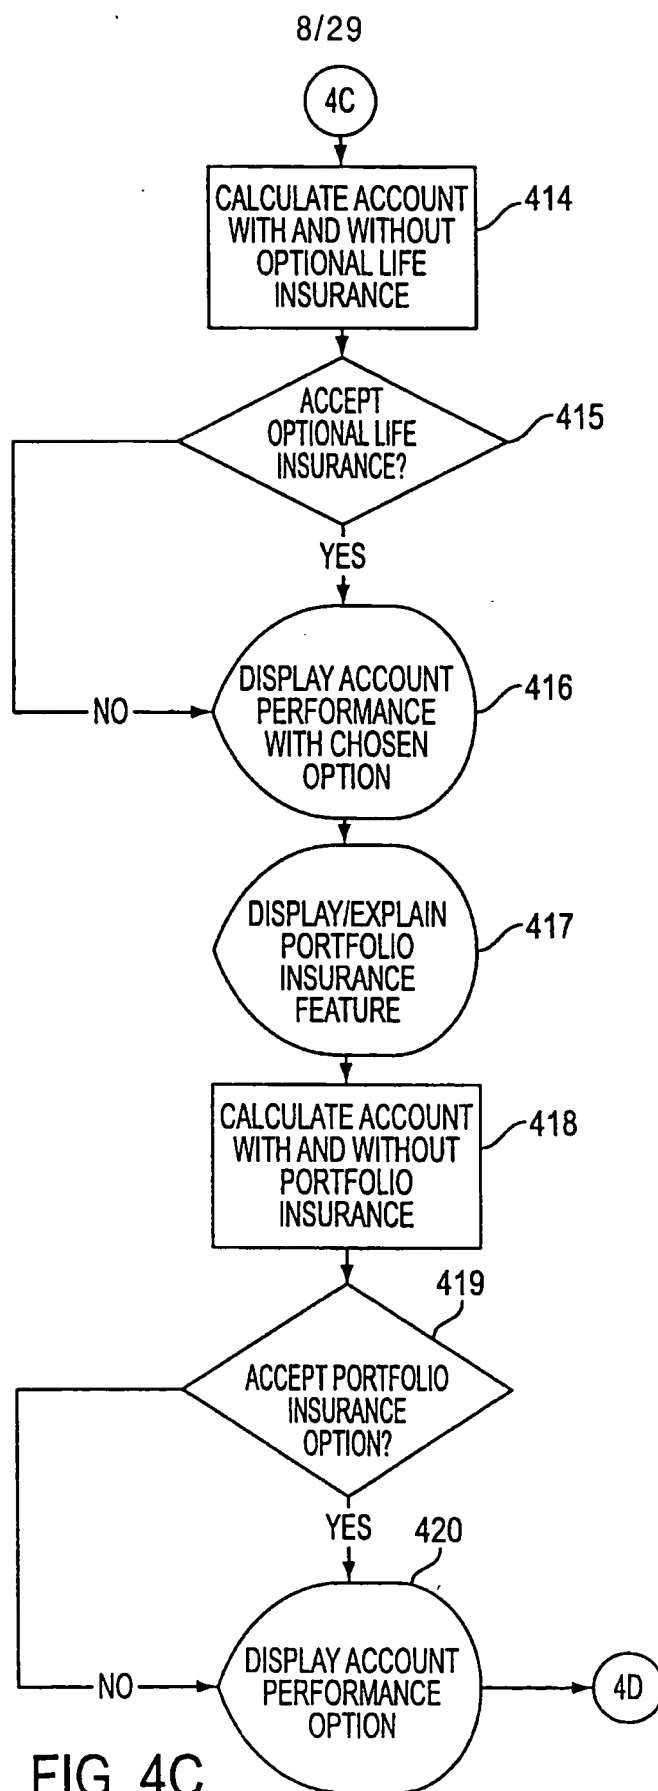 8/29
4C
CALCULATE ACCOUNT
WITH AND WITHOUT
OPTIONAL LIFE
INSURANCE
414
ACCEPT
OPTIONAL LIFE
INSURANCE?
415
YES
DISPLAY ACCOUNT
PERFORMANCE
WITH CHOSEN
OPTION
416
NO
DISPLAY/EXPLAIN
PORTFOLIO
INSURANCE
FEATURE
417
CALCULATE ACCOUNT
WITH AND WITHOUT
PORTFOLIO
INSURANCE
418
419
ACCEPT PORTFOLIO
INSURANCE
OPTION?
YES
420
DISPLAY ACCOUNT
PERFORMANCE
OPTION
NO
4D
FIG. 4C